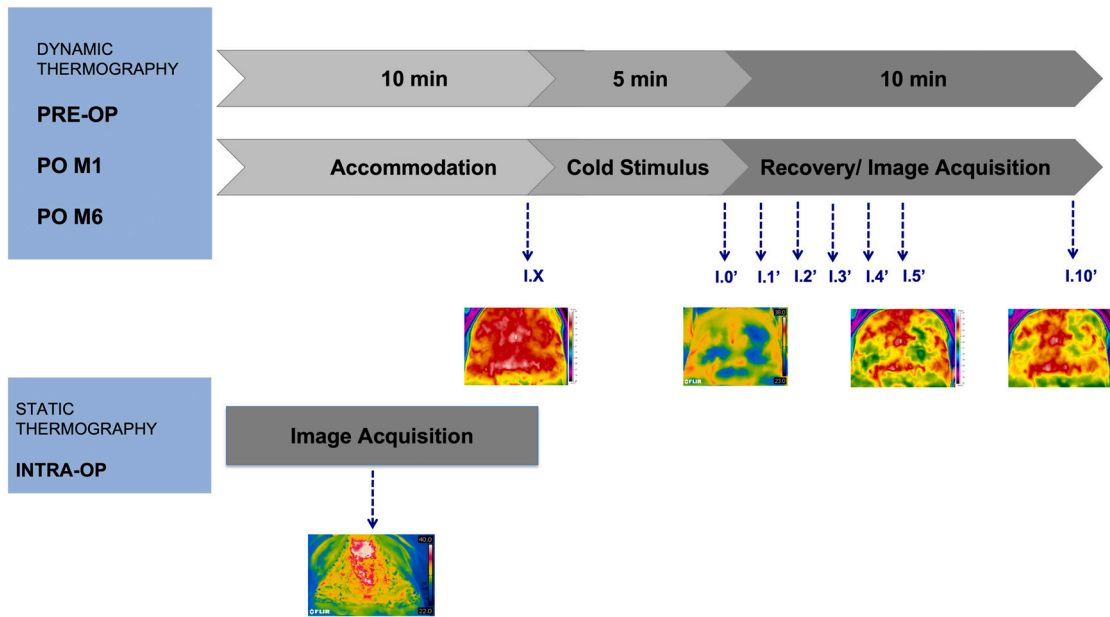 DYNAMIC
THERMOGRAPHY
PRE-OP
PO M1
PO M6
10 min
5 min
10 min
Accommodation
Cold Stimulus
Recovery/ Image Acquisition
I.X
I.0’
I.1’
I.2’
I.3’
I.4’
I.5’
I.10’
38.0
23.0
FLIR
STATIC
THERMOGRAPHY
INTRA-OP
Image Acquisition
40.0
22.0
FLIR